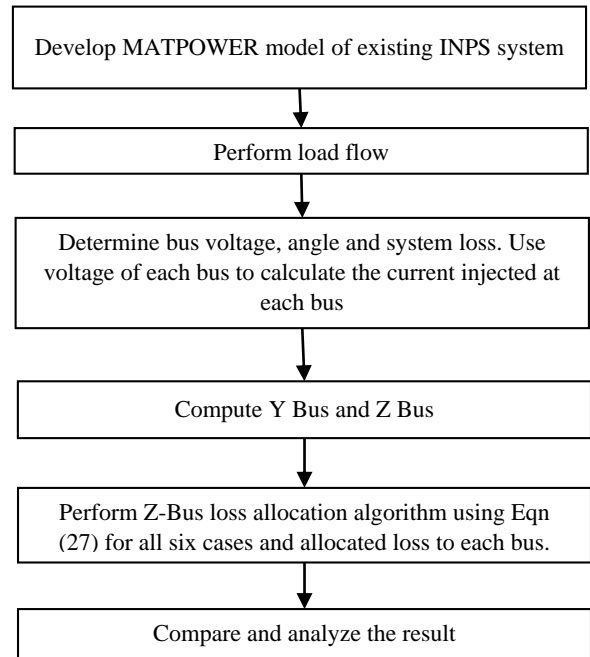 Develop MATPOWER model of existing INPS system
Perform load flow
Determine bus voltage, angle and system loss. Use
voltage of each bus to calculate the current injected at
each bus
Compute Y Bus and Z Bus
Perform Z-Bus loss allocation algorithm using Eqn
(27) for all six cases and allocated loss to each bus.
Compare and analyze the result